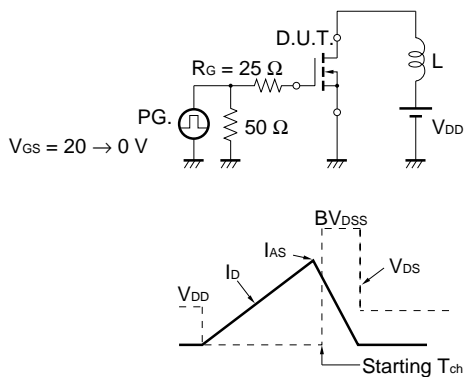 D.U.T.
RG = 25 Ω
L
PG.
50 Ω
VDD
VGS = 20 → 0 V
BVDSS
IAS
ID
VDS
VDD
Starting Tch